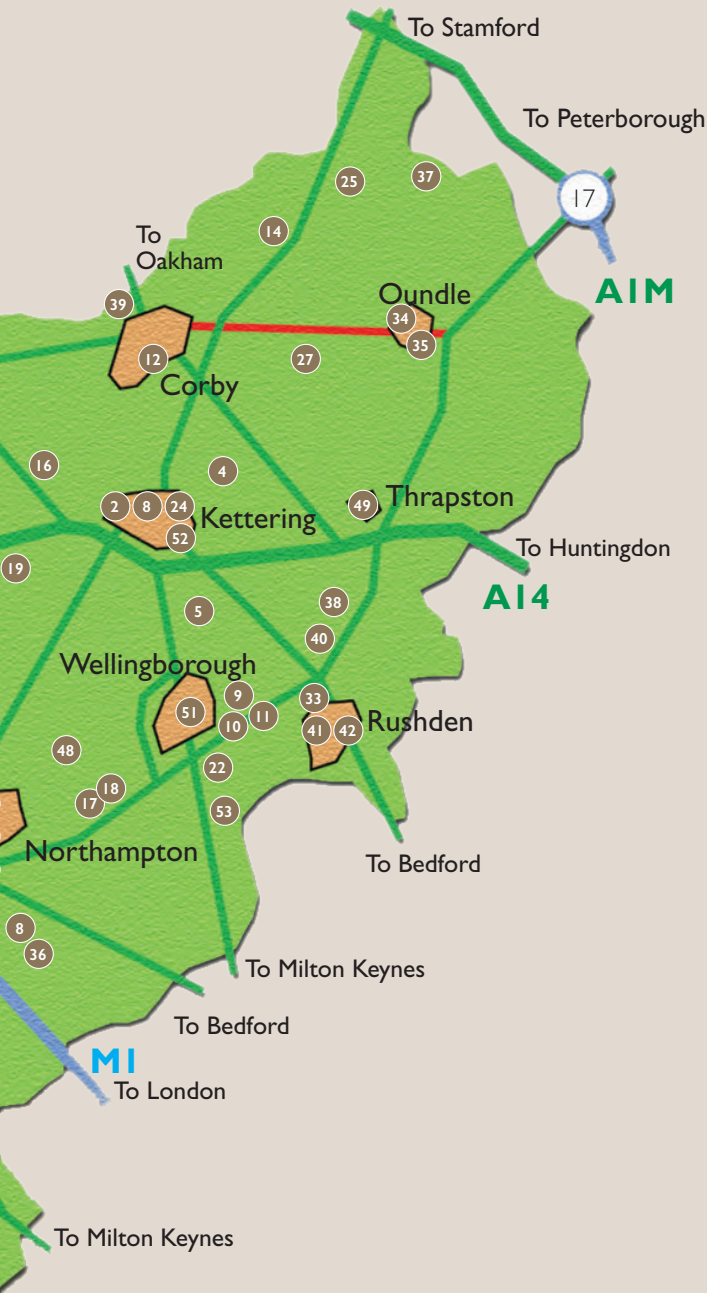 To Stamford
To Peterborough
37
25
17
14
To
Oakham
A1M
Oundle
39
34
35
12
27
Corby
16
4
2
8
24
49
Thrapston
Kettering
52
To Huntingdon
19
A14
38
5
40
Wellingborough
9
33
51
11
10
41
42
Rushden
48
22
18
17
53
Northampton
To Bedford
8
36
To Milton Keynes
To Bedford
M1
To London
To Milton Keynes